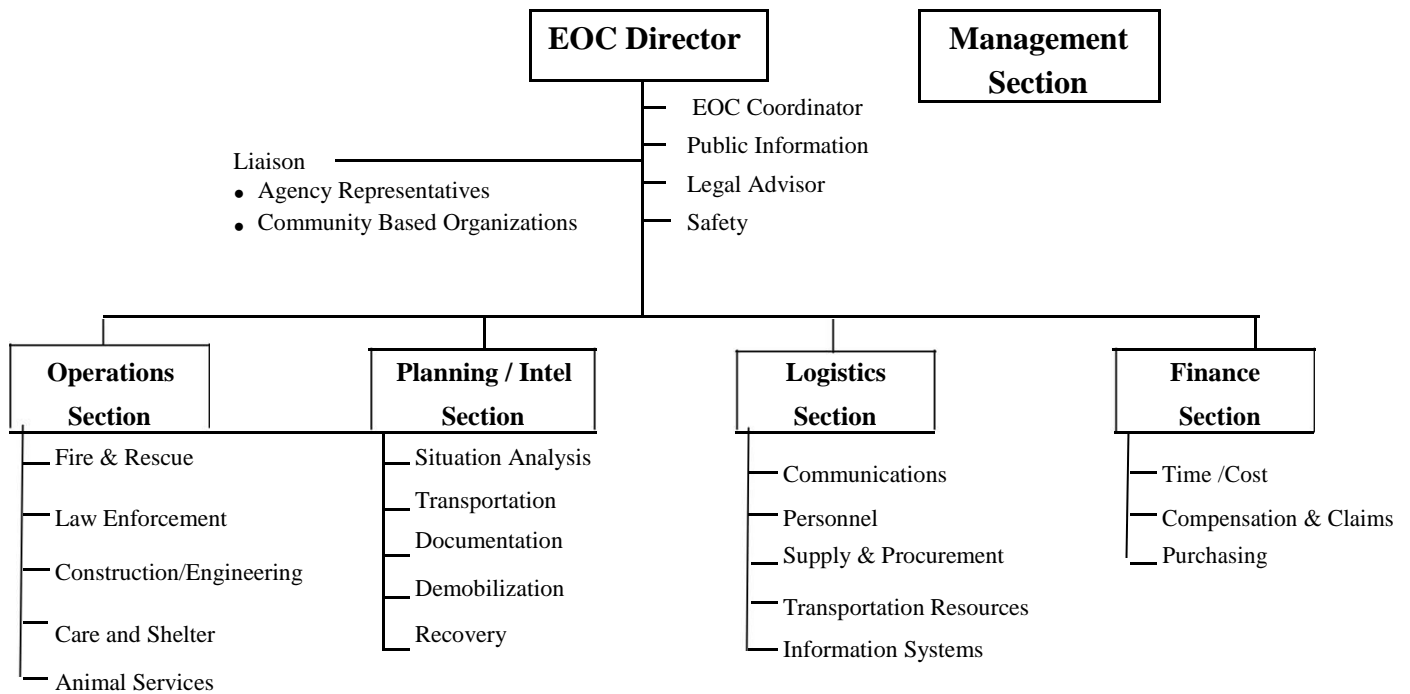 EOC Director
Management
Section
EOC Coordinator
Public Information
Legal Advisor
Safety
Liaison
• Agency Representatives
• Community Based Organizations
Operations
Section
Fire & Rescue
Law Enforcement
Construction/Engineering
Care and Shelter
Animal Services
Planning / Intel
Section
Situation Analysis
Transportation
Documentation
Demobilization
Recovery
Logistics
Section
Communications
Personnel
Supply & Procurement
Transportation Resources
Information Systems
Finance
Section
Time /Cost
Compensation & Claims
Purchasing